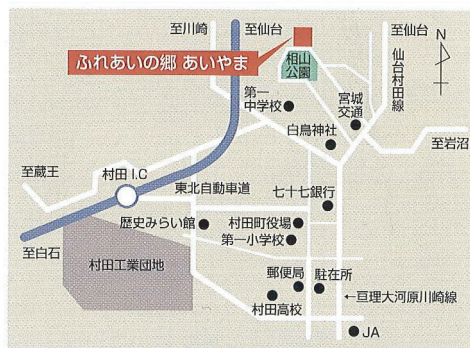 至川崎
至仙台
至仙台
N
ふれあいの郷 あいやま
相山
公園
仙台村田線
第一
中学校
宮城
交通
白鳥神社
至岩沼
至蔵王
村田 I.C
東北自動車道
七十七銀行
歴史みらい館
村田町役場
第一小学校
至白石
村田工業団地
郵便局
駐在所
村田高校
←亘理大河原川崎線
JA